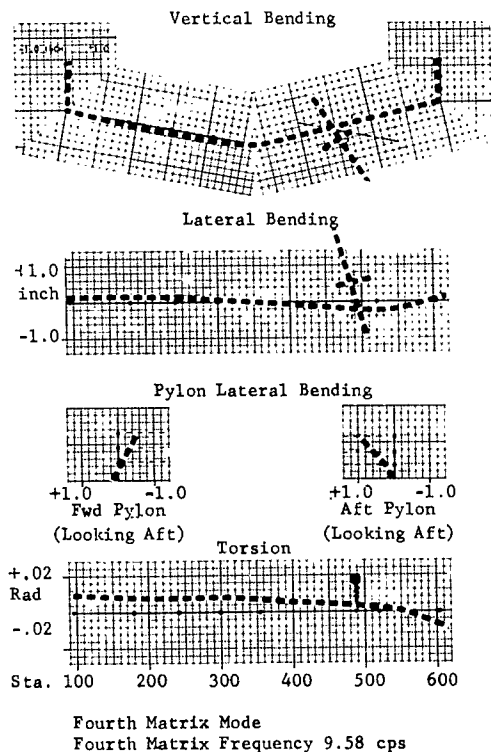 Vertical Bending
Lateral Bending
+1.0
inch
-1.0
Pylon Lateral Bending
+1.0 -1.0 +1.0 -1.0
Fwd Pylon Aft Pylon
(Looking Aft) (Looking Aft)
Torsion
+.02
Rad
-.02
Sta. 100 200 300 400 500 600
Fourth Matrix Mode
Fourth Matrix Frequency 9.58 cps